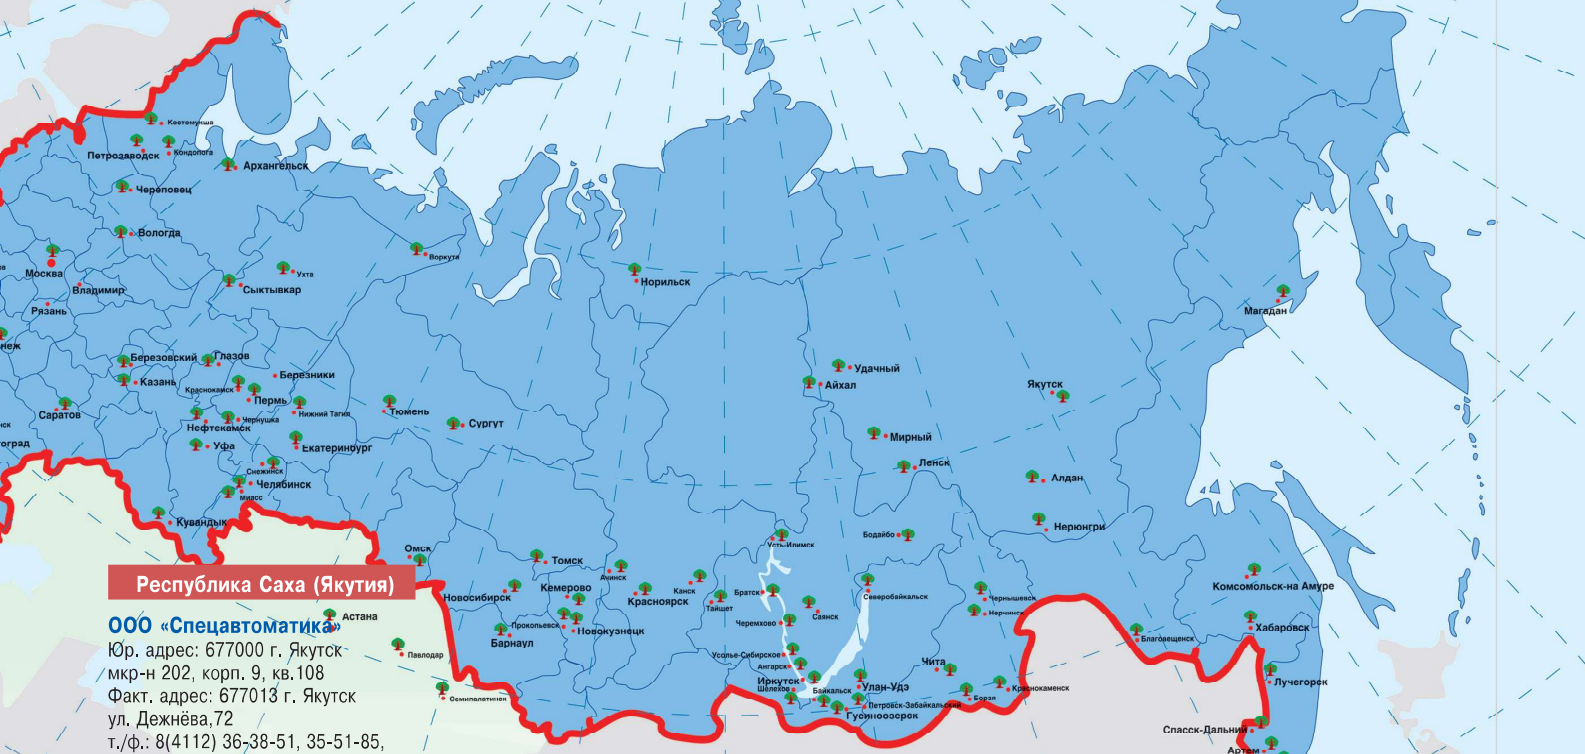 Костомукша
Петрозаводск
Кондопога
Архангельск
Череповец
Вологда
Москва
Воркута
Ухта
Сыктывкар
Владимир
Рязань
Норильск
Магадан
неж
Березовский
Глазов
Казань
Березники
Краснокамск
Пермь
Нижний Тагил
Саратов
Чернушка
Нефтекамск
Уфа
Екатеринбург
Тюмень
Сургут
нск
оград
Снежинск
Челябинск
миасс
Кувандык
Удачный
Айхал
Якутск
Мирный
Ленск
Алдан
Нерюнгри
Бодайбо
Усть-Илимск
Омск
Томск
Новосибирск
Кемерово
Ачинск
Красноярск
Канск
Тайшет
Братск
Саянск
Северобайкальск
Чернышевск
Нерчинск
Комсомольск-на Амуре
Хабаровск
Благовещенск
Прокопьевск
Новокузнецк
Барнаул
Черемхово
Усолье-Сибирское
Ангарск
Иркутск
Шелехов
Байкальск
Улан-Удэ
Чита
Петровск-Забайкальский
Гусиноозерск
Борзя
Краснокаменск
Лучегорск
Спасск-Дальний
Артем
Астана
Павлодар
Семипалатинск
Республика Саха (Якутия)
ООО «Спецавтоматика»
Юр. адрес: 677000 г. Якутск
мкр-н 202, корп. 9, кв.108
Факт. адрес: 677013 г. Якутск
ул. Дежнёва,72
т./ф.: 8(4112) 36-38-51, 35-51-85,